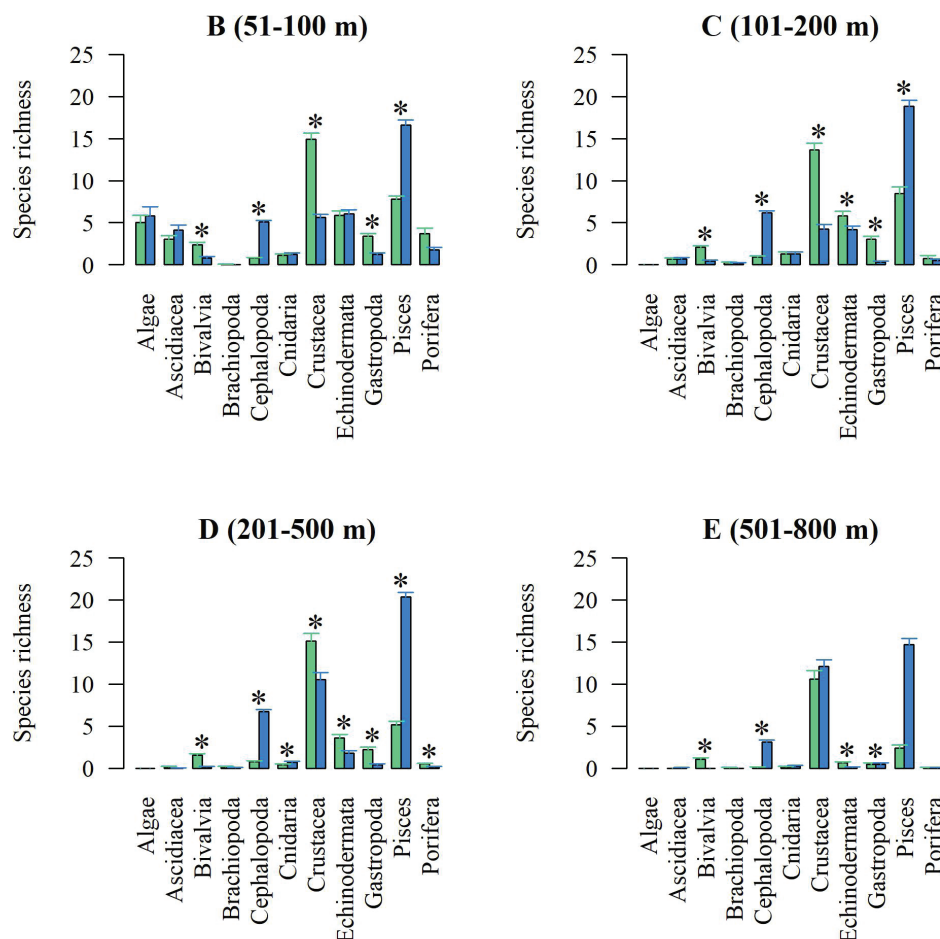 B (51-100 m)
Species richness
25
20
15
10
5
0
*
*
*
*
*
Algae
Ascidiacea
Bivalvia
Brachiopoda
Cephalopoda
Cnidaria
Crustacea
Echinodermata
Gastropoda
Pisces
Porifera
C (101-200 m)
Species richness
25
20
15
10
5
0
*
*
*
*
*
*
Algae
Ascidiacea
Bivalvia
Brachiopoda
Cephalopoda
Cnidaria
Crustacea
Echinodermata
Gastropoda
Pisces
Porifera
D (201-500 m)
Species richness
25
20
15
10
5
0
*
*
*
*
*
*
*
*
Algae
Ascidiacea
Bivalvia
Brachiopoda
Cephalopoda
Cnidaria
Crustacea
Echinodermata
Gastropoda
Pisces
Porifera
E (501-800 m)
Species richness
25
20
15
10
5
0
*
*
*
*
Algae
Ascidiacea
Bivalvia
Brachiopoda
Cephalopoda
Cnidaria
Crustacea
Echinodermata
Gastropoda
Pisces
Porifera